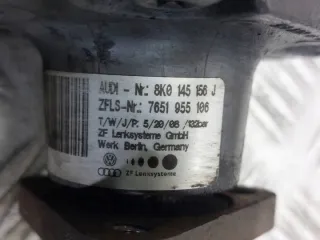 AUDI - Nr.: 8K0 145 156 J
ZFLS-Nr.: 7651 955 106
T/W/J/P: 5/20/08 /132bar
ZF Lenksysteme GmbH
Werk Berlin, Germany
ZF Lenksysteme